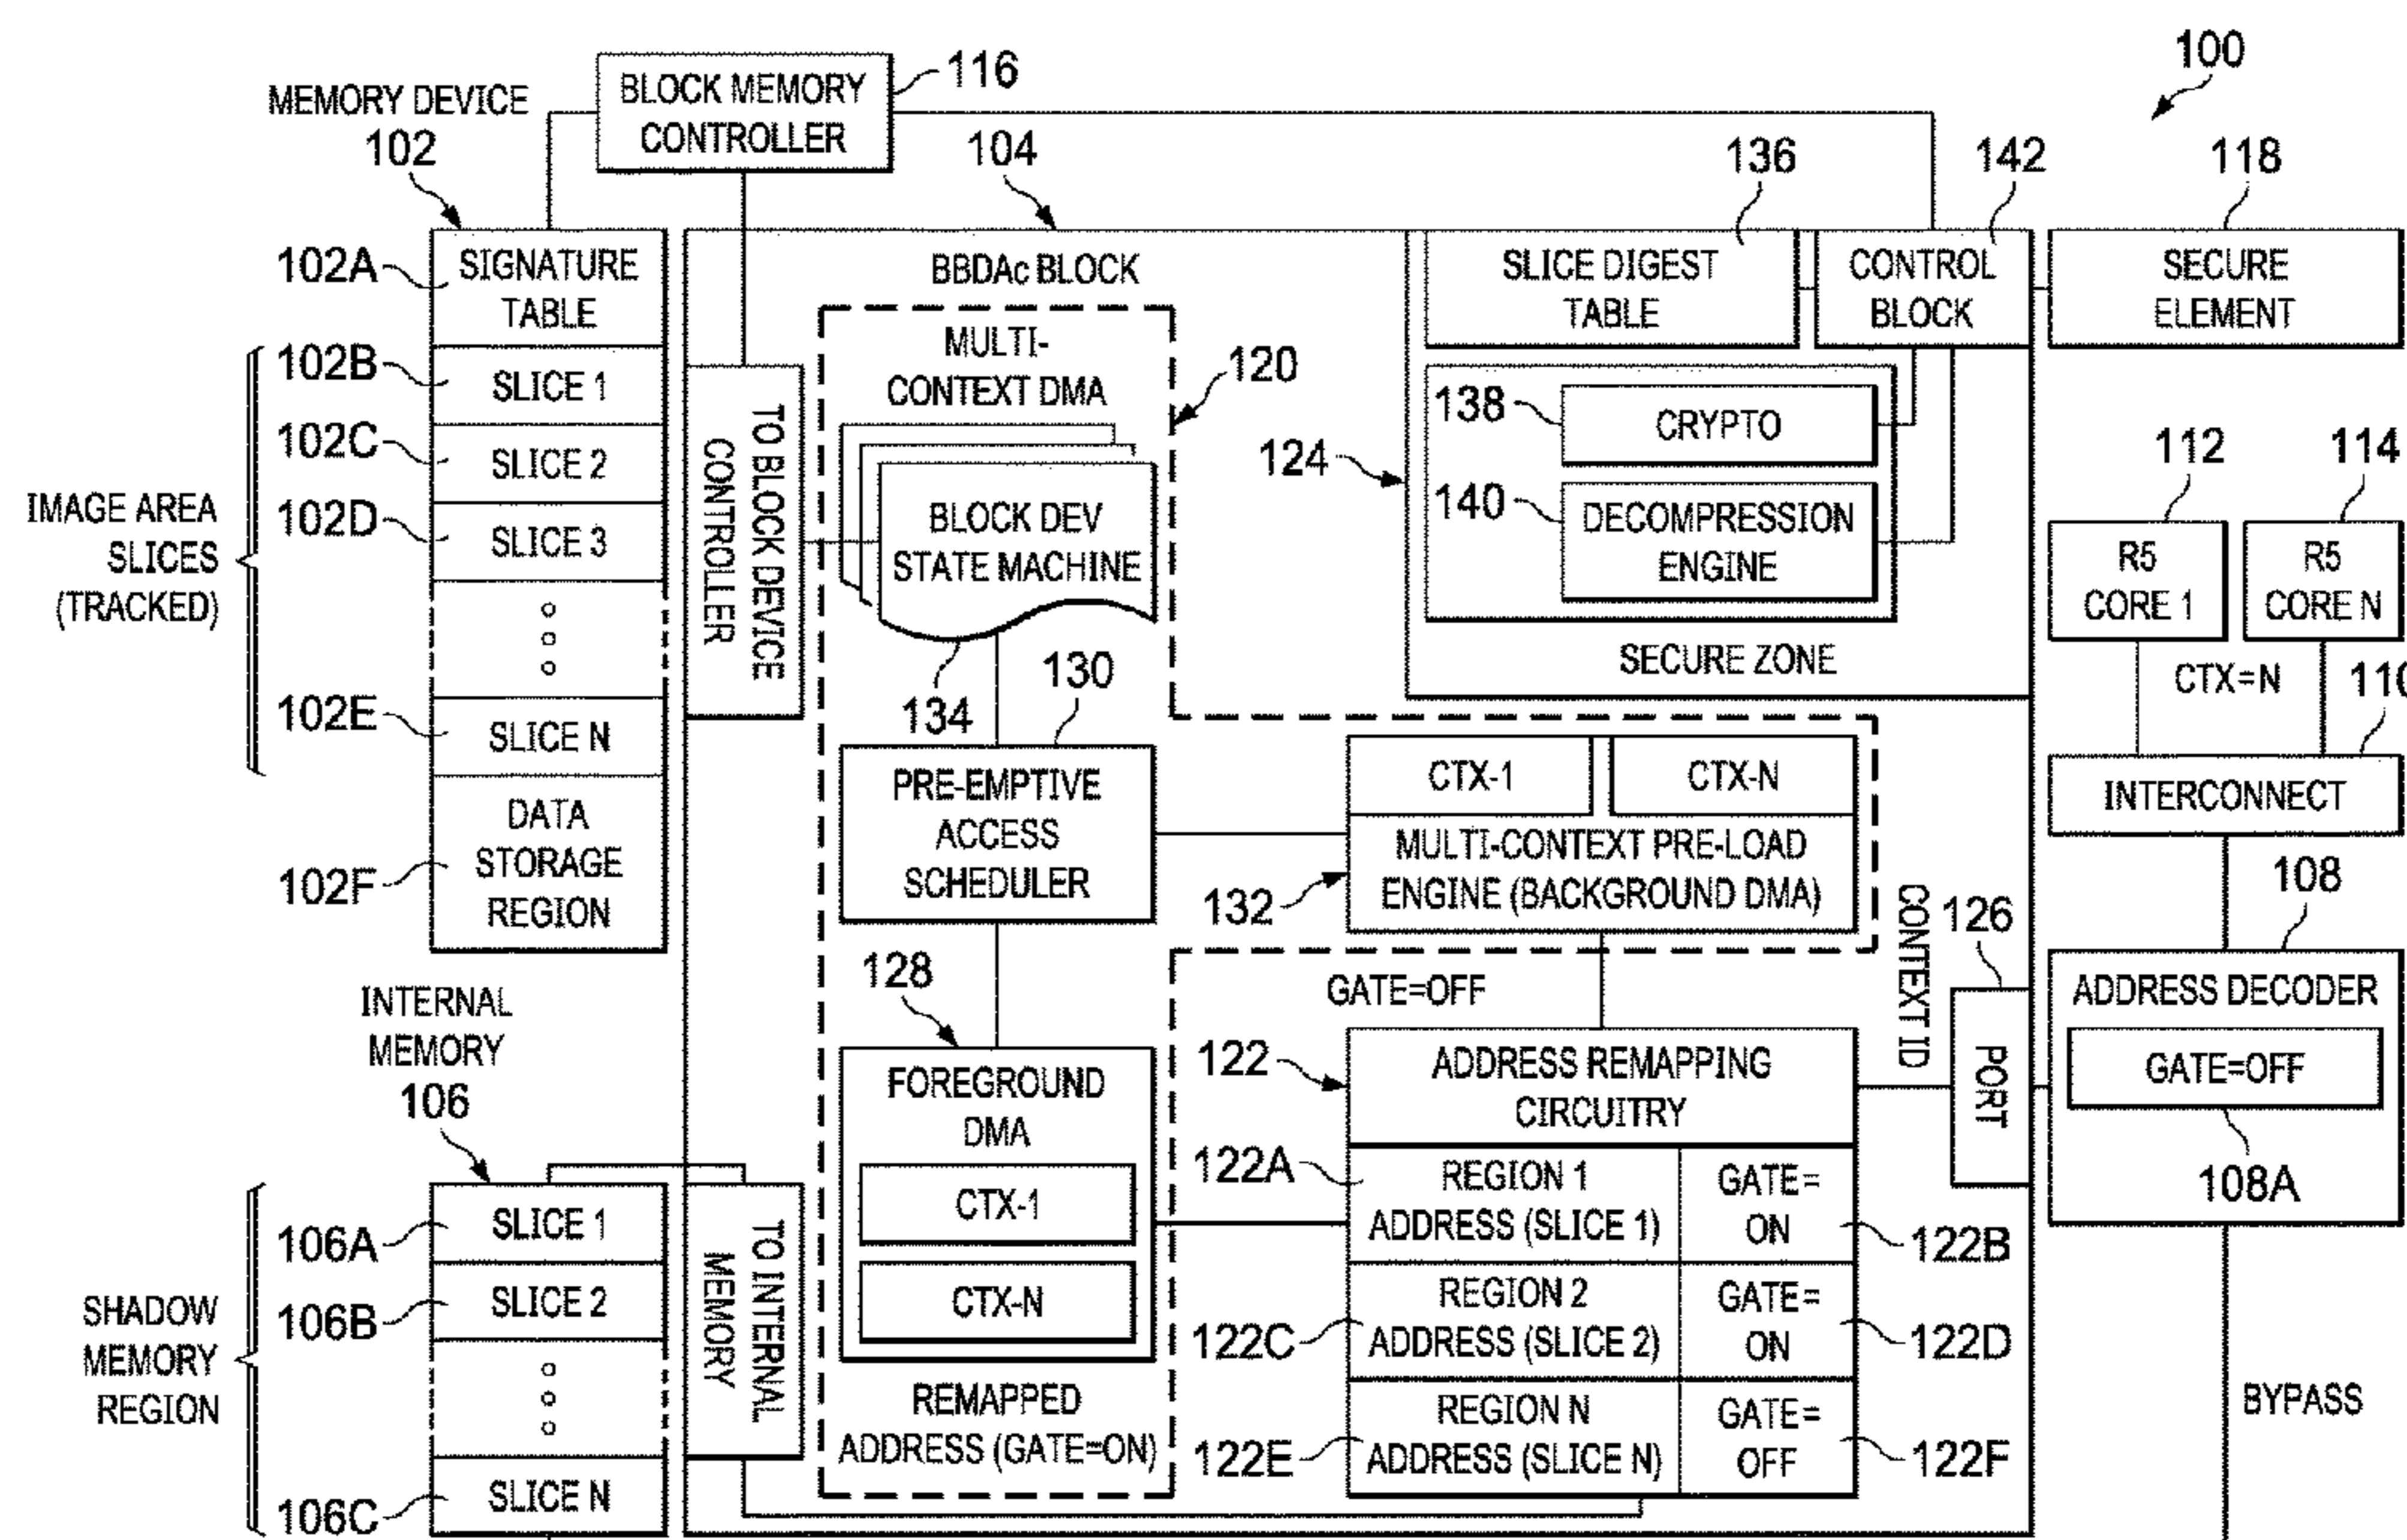 100
MEMORY DEVICE
102
BLOCK MEMORY
CONTROLLER
116
104
136
142
118
102A
SIGNATURE
TABLE
102B
SLICE 1
102C
SLICE 2
102D
SLICE 3
102E
SLICE N
102F
DATA
STORAGE
REGION
IMAGE AREA
SLICES
(TRACKED)
BBDAc BLOCK
TO BLOCK DEVICE
CONTROLLER
MULTI-
CONTEXT DMA
120
BLOCK DEV
STATE MACHINE
134
130
PRE-EMPTIVE
ACCESS
SCHEDULER
SLICE DIGEST
TABLE
CONTROL
BLOCK
SECURE
ELEMENT
124
138
CRYPTO
140
DECOMPRESSION
ENGINE
SECURE ZONE
112
114
R5
CORE 1
R5
CORE N
CTX=N
INTERCONNECT
CTX-1
CTX-N
MULTI-CONTEXT PRE-LOAD
ENGINE (BACKGROUND DMA)
132
CONTEXT ID
126
PORT
108
ADDRESS DECODER
GATE=OFF
108A
INTERNAL
MEMORY
106
SHADOW
MEMORY
REGION
106A
SLICE 1
106B
SLICE 2
106C
SLICE N
TO INTERNAL
MEMORY
128
FOREGROUND
DMA
CTX-1
CTX-N
REMAPPED
ADDRESS (GATE=ON)
GATE=OFF
122
ADDRESS REMAPPING
CIRCUITRY
122A
REGION 1
ADDRESS (SLICE 1)
GATE=
ON
122B
122C
REGION 2
ADDRESS (SLICE 2)
GATE=
ON
122D
122E
REGION N
ADDRESS (SLICE N)
GATE=
OFF
122F
BYPASS